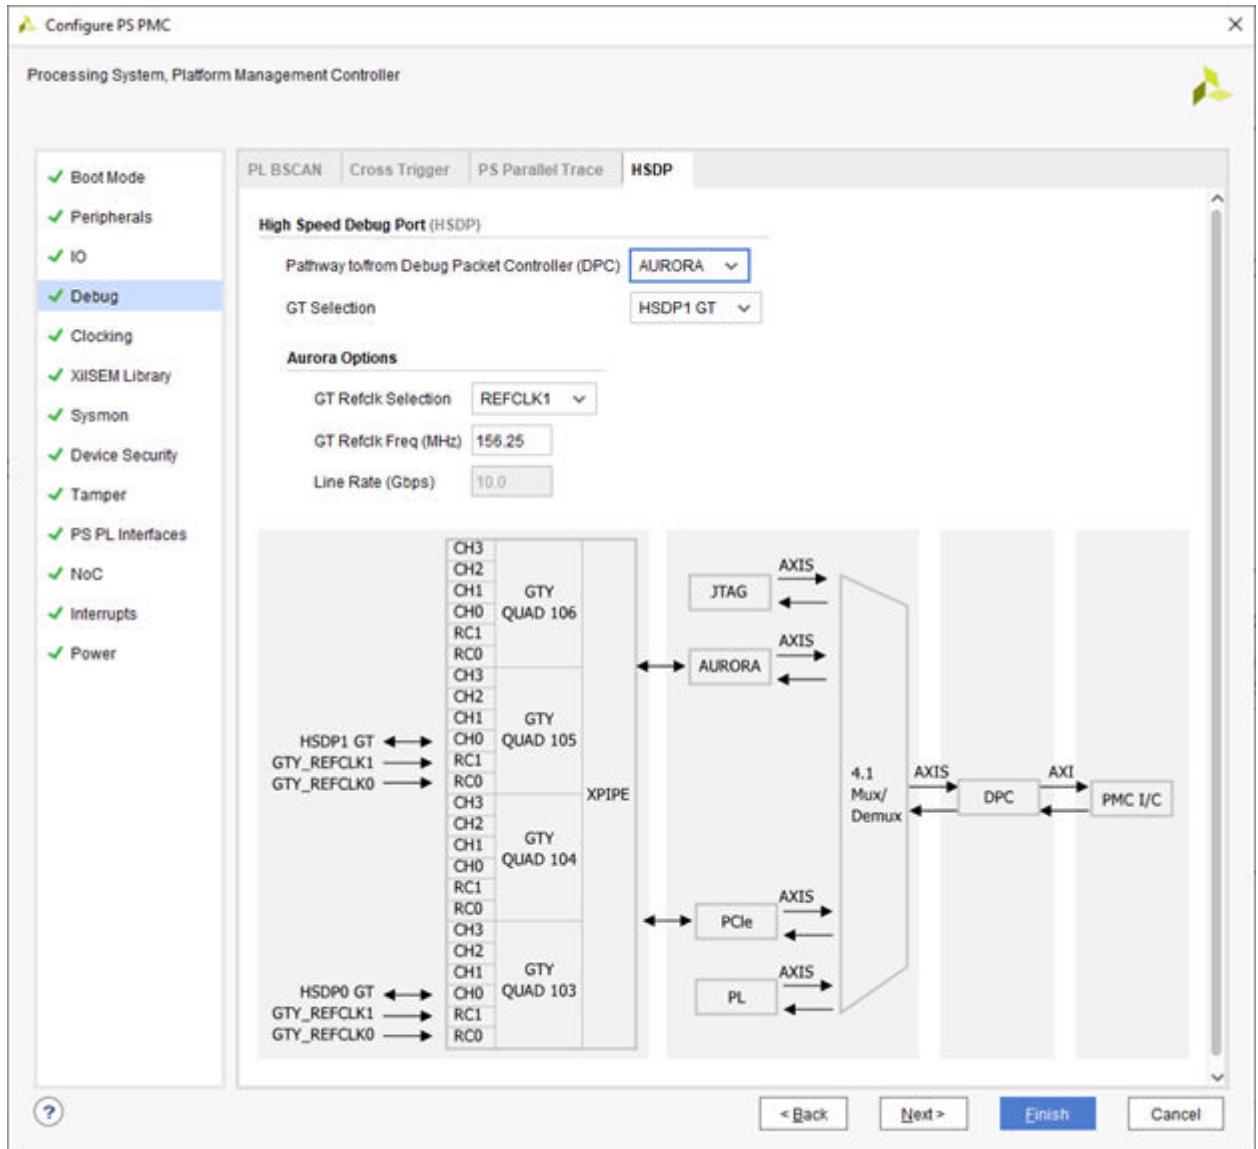 Configure PS PMC
Processing System, Platform Management Controller
Boot Mode
Peripherals
IO
Debug
Clocking
XilSEM Library
Sysmon
Device Security
Tamper
PS PL Interfaces
NoC
Interrupts
Power
PL BSCAN Cross Trigger PS Parallel Trace HSDP
High Speed Debug Port (HSDP)
Pathway to/from Debug Packet Controller (DPC) AURORA
GT Selection HSDP1 GT
Aurora Options
GT Refclk Selection REFCLK1
GT Refclk Freq (MHz) 156.25
Line Rate (Gbps) 10.0
CH3
CH2
CH1
CH0
RC1
RC0
GTY
QUAD 106
CH3
CH2
CH1
CH0
RC1
RC0
GTY
QUAD 105
HSDP1 GT
GTY_REFCLK1
GTY_REFCLK0
CH3
CH2
CH1
CH0
RC1
RC0
GTY
QUAD 104
CH3
CH2
CH1
CH0
RC1
RC0
GTY
QUAD 103
HSDP0 GT
GTY_REFCLK1
GTY_REFCLK0
XPIPE
JTAG
AXIS
AURORA
AXIS
PCIe
AXIS
PL
AXIS
4.1
Mux/
Demux
AXIS
DPC
AXI
PMC I/C
?
< Back
Next >
Finish
Cancel